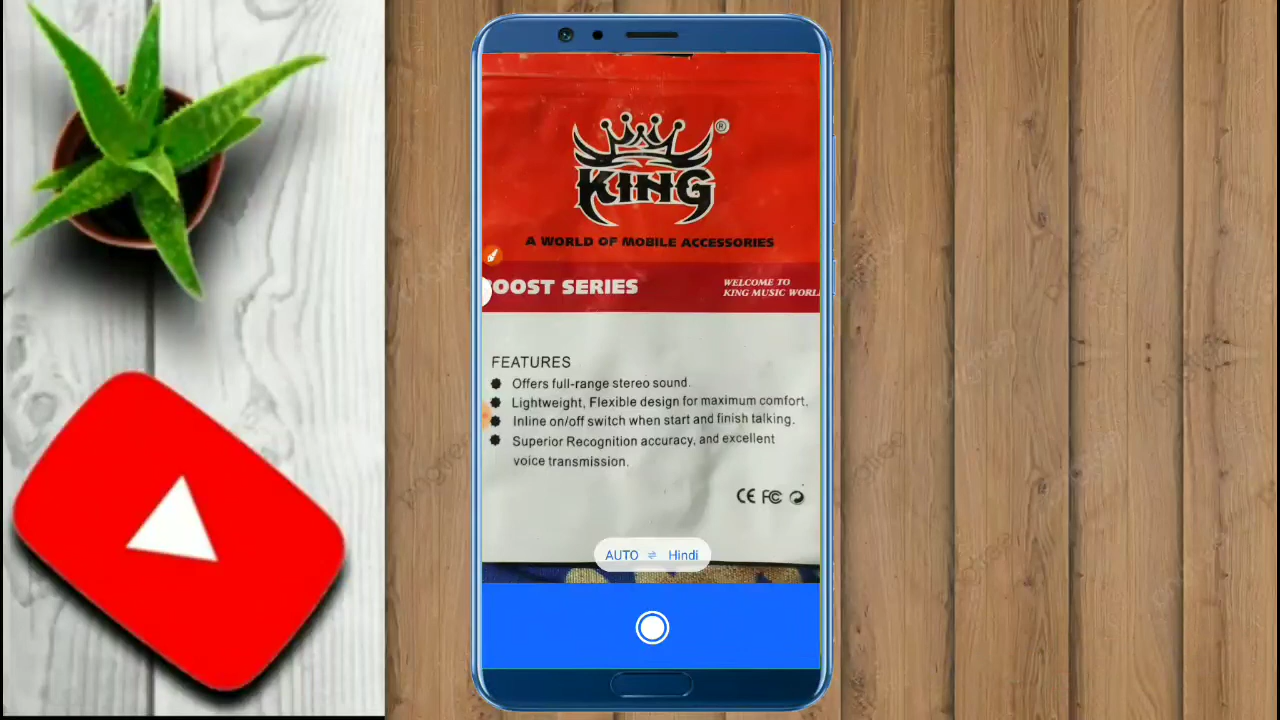 KING ®
A WORLD OF MOBILE ACCESSORIES
OOST SERIES
WELCOME TO
KING MUSIC WORL
FEATURES
Offers full-range stereo sound.
Lightweight, Flexible design for maximum comfort.
Inline on/off switch when start and finish talking.
Superior Recognition accuracy, and excellent
voice transmission.
CE FC
AUTO ⇌ Hindi